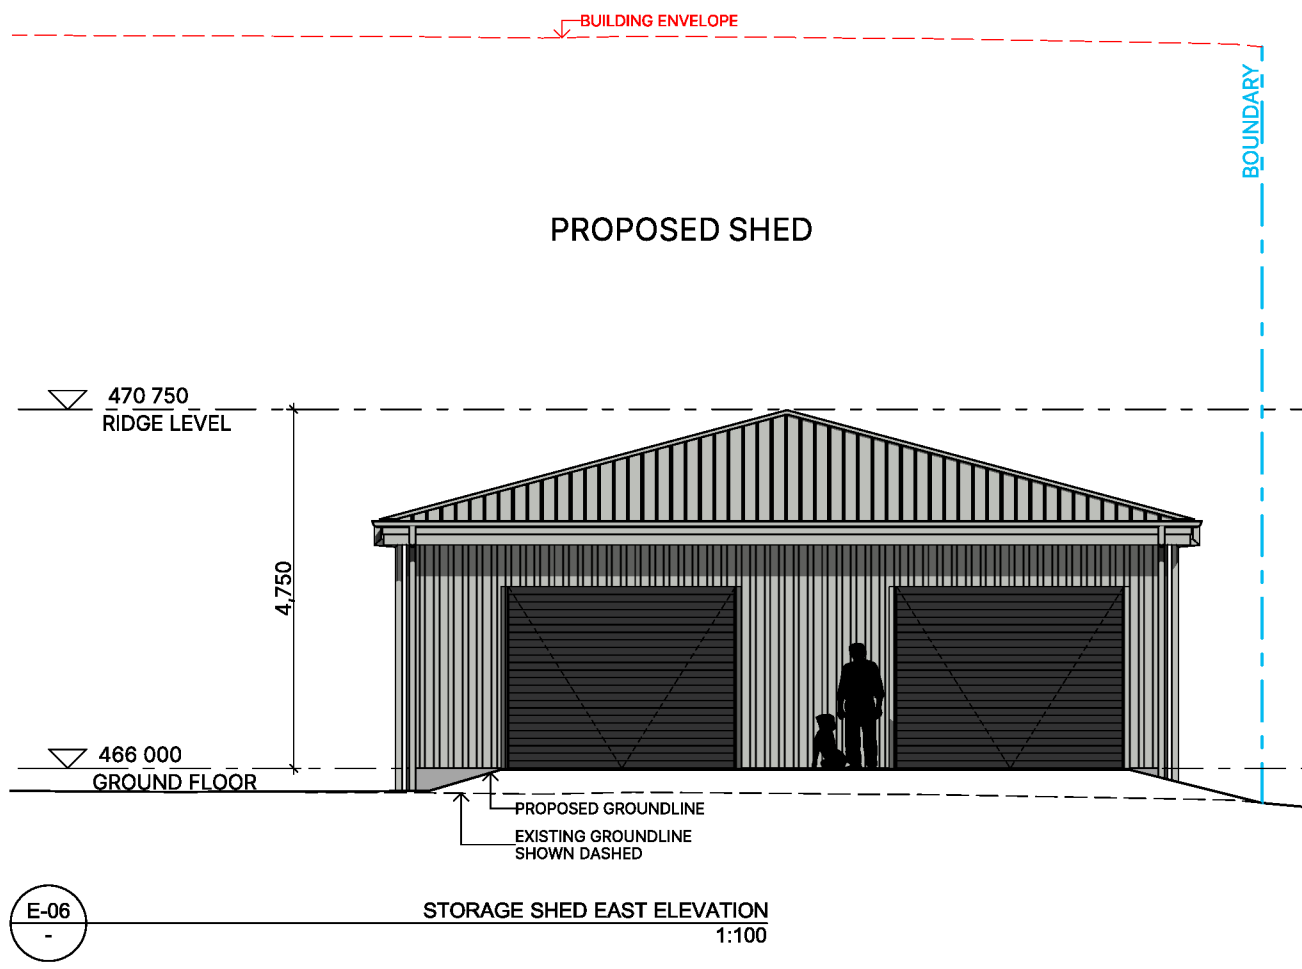 BUILDING ENVELOPE
BOUNDARY
PROPOSED SHED
470 750
RIDGE LEVEL
4,750
466 000
GROUND FLOOR
PROPOSED GROUNDLINE
EXISTING GROUNDLINE
SHOWN DASHED
E-06
-
STORAGE SHED EAST ELEVATION
1:100